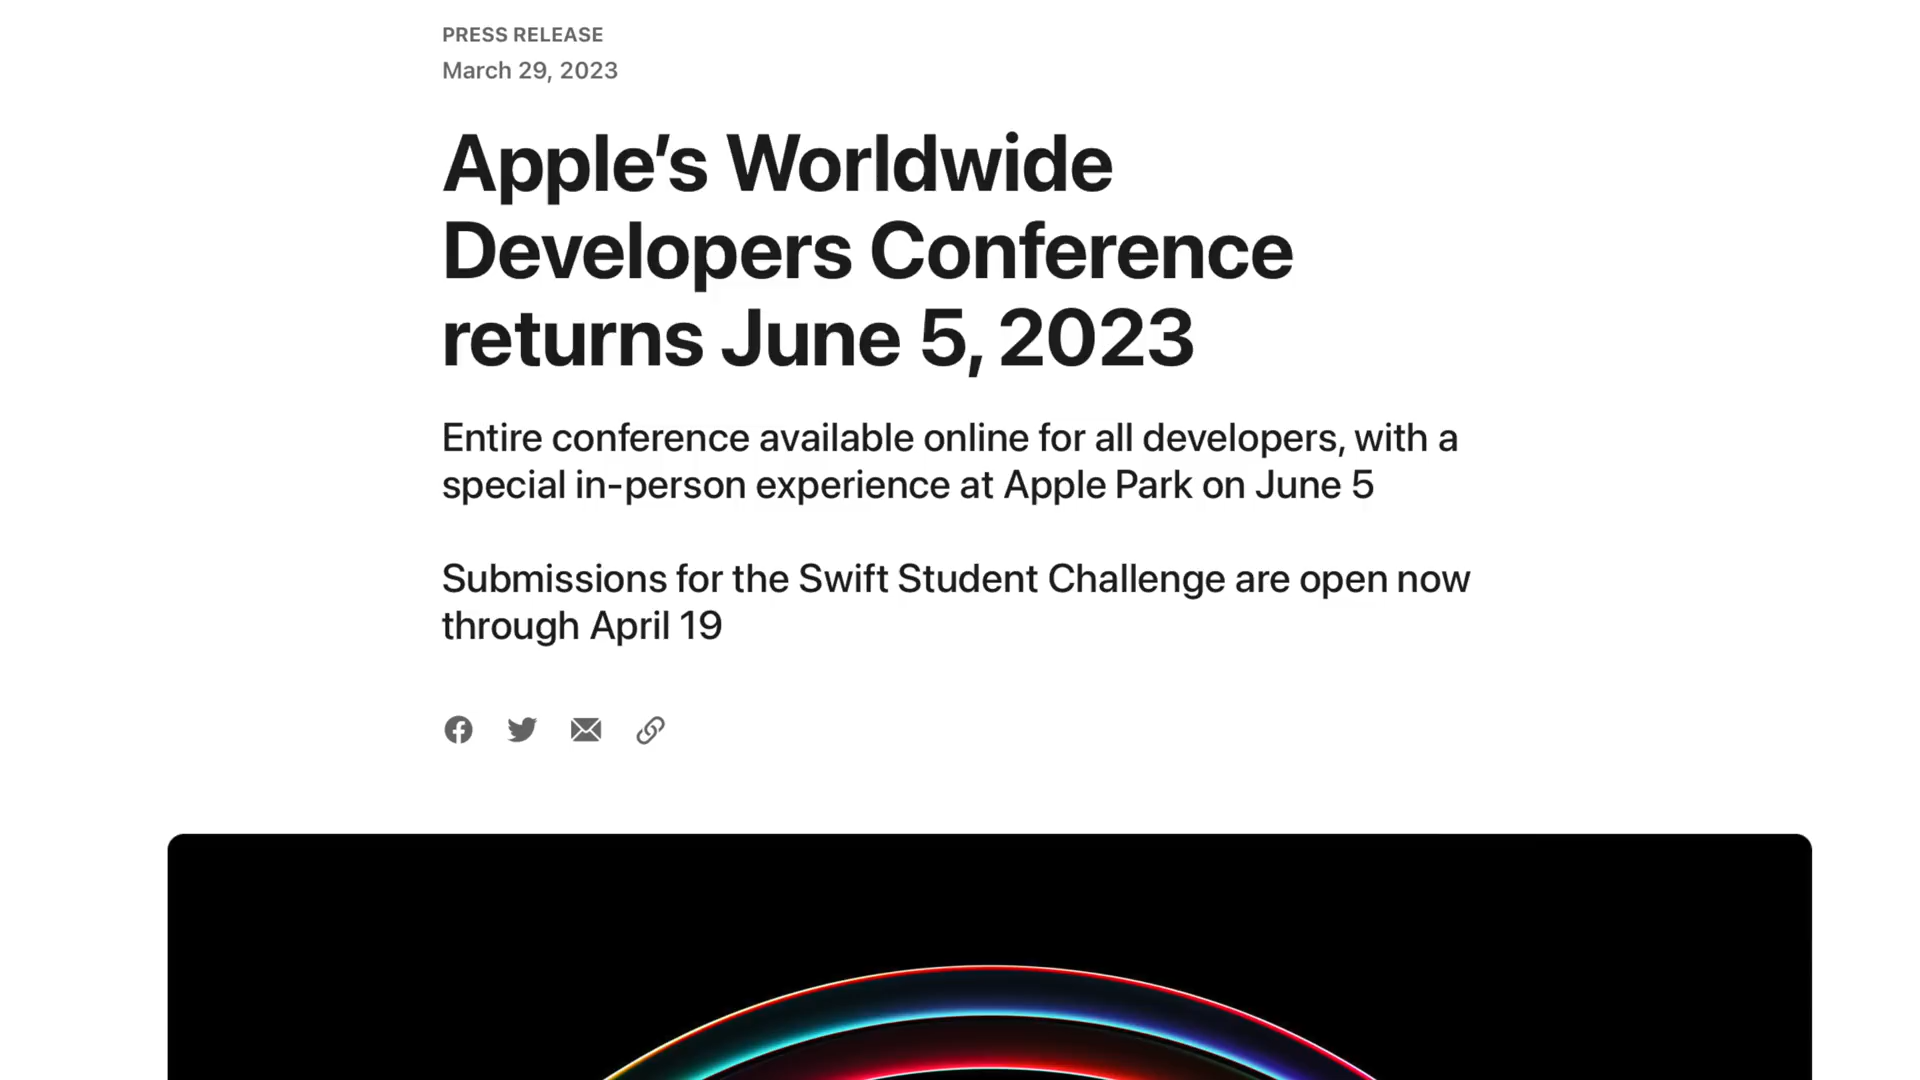 PRESS RELEASE
March 29, 2023
Apple’s Worldwide
Developers Conference
returns June 5, 2023
Entire conference available online for all developers, with a
special in-person experience at Apple Park on June 5
Submissions for the Swift Student Challenge are open now
through April 19